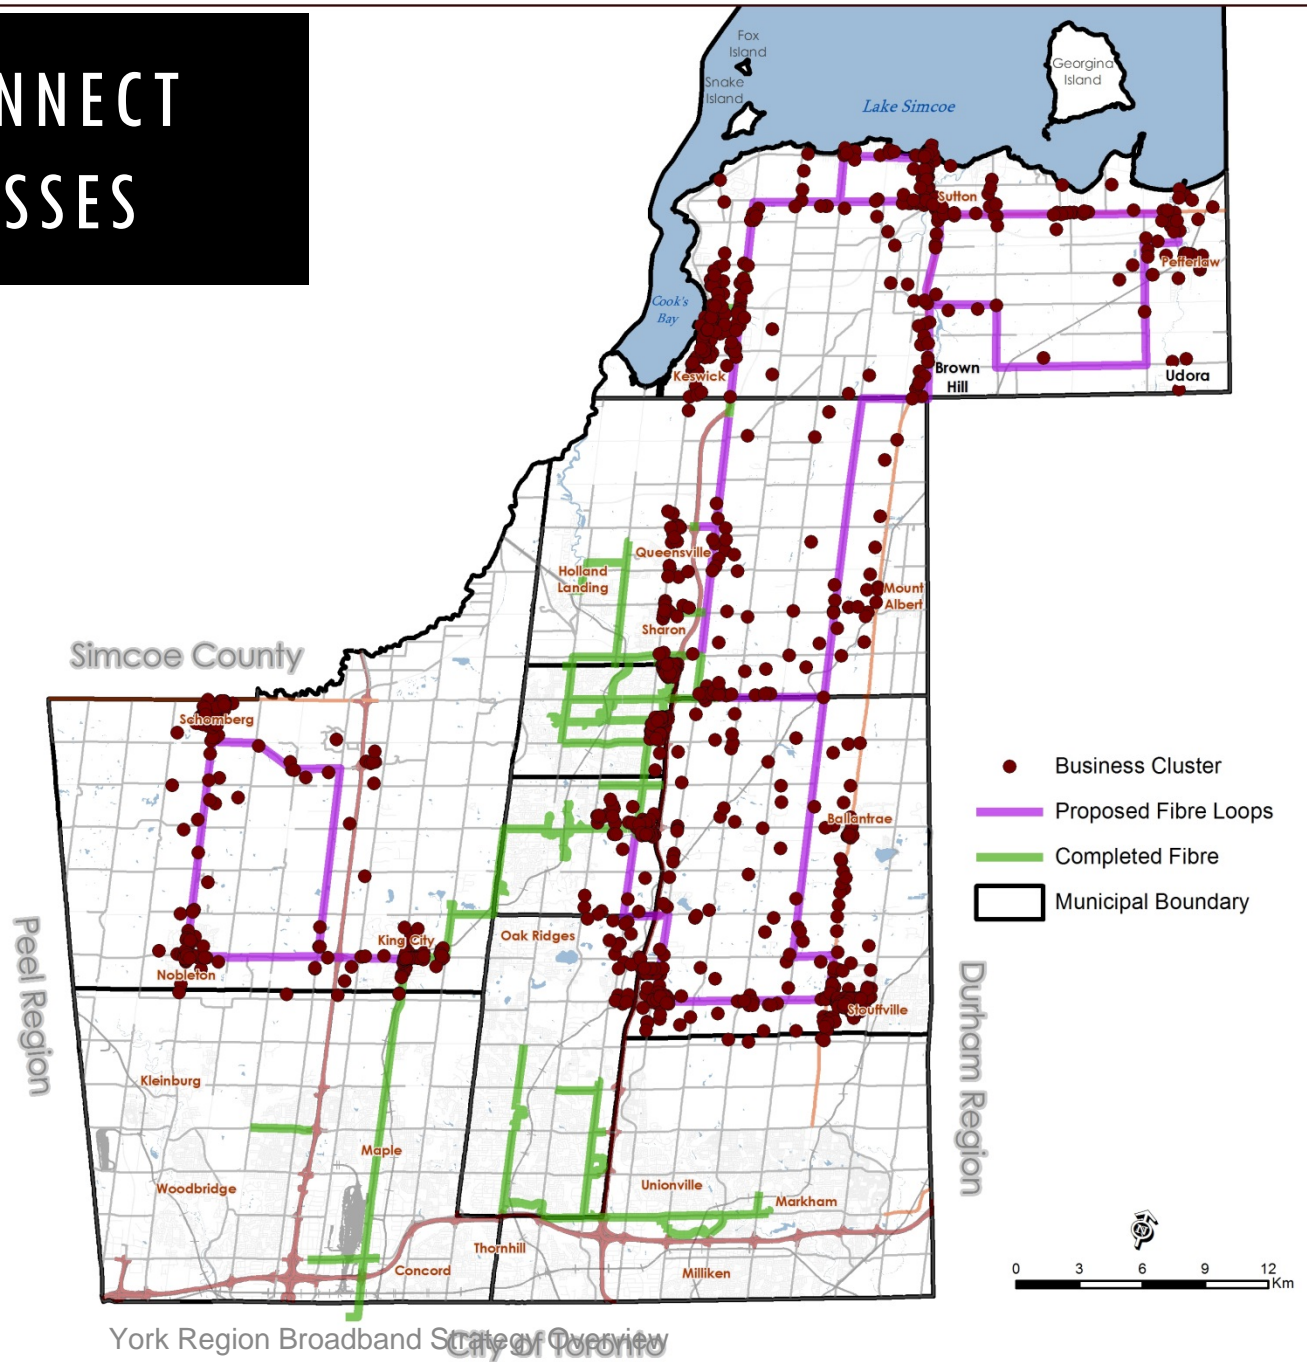 NNECT
SSES
Fox
Island
Snake
Island
Georgina
Island
Lake Simcoe
Sutton
Pefferlaw
Cook's
Bay
Keswick
Brown
Hill
Udora
Queensville
Holland
Landing
Mount
Albert
Sharon
Simcoe County
Schomberg
Business Cluster
Proposed Fibre Loops
Completed Fibre
Municipal Boundary
Ballantrae
Peel Region
King City
Oak Ridges
Nobleton
Stouffville
Durham Region
Kleinburg
Maple
Woodbridge
Unionville
Markham
Thornhill
Concord
Milliken
N
0 3 6 9 12
Km
York Region Broadband Strategy Overview
City of Toronto